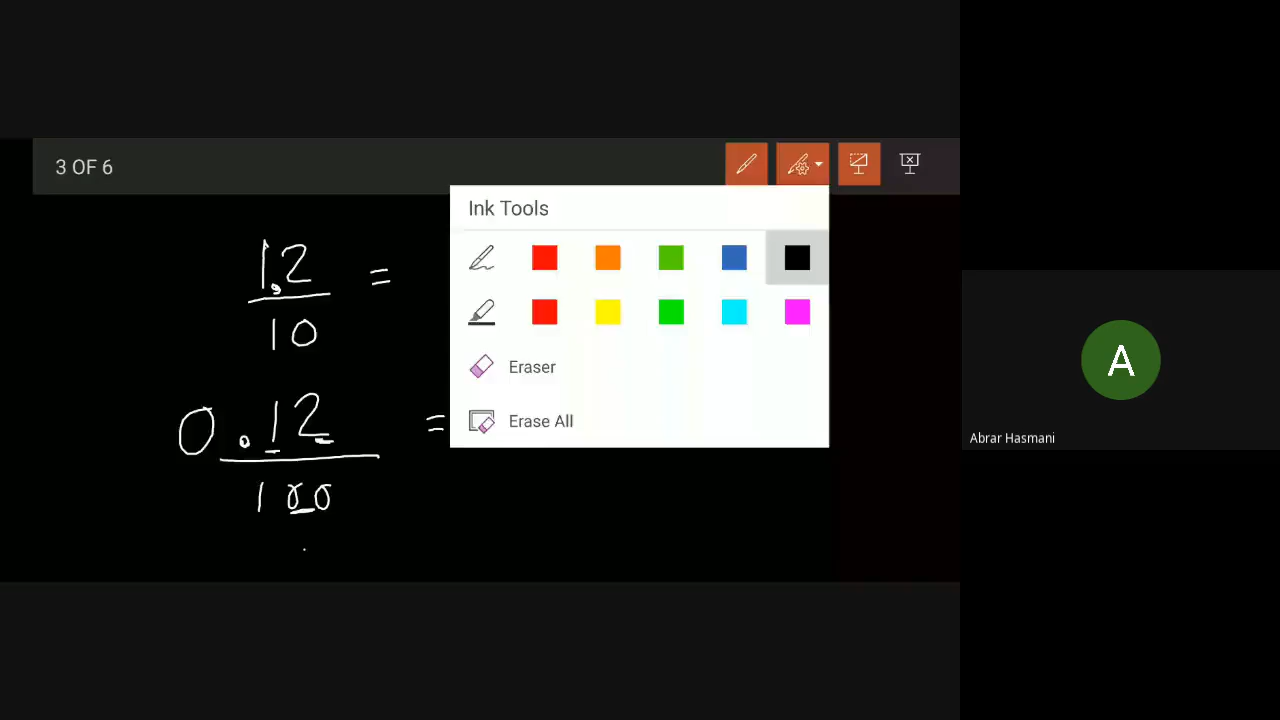 3 OF 6
Ink Tools
1.2 =
10
Eraser
0.12 =
100
Erase All
A
Abrar Hasmani